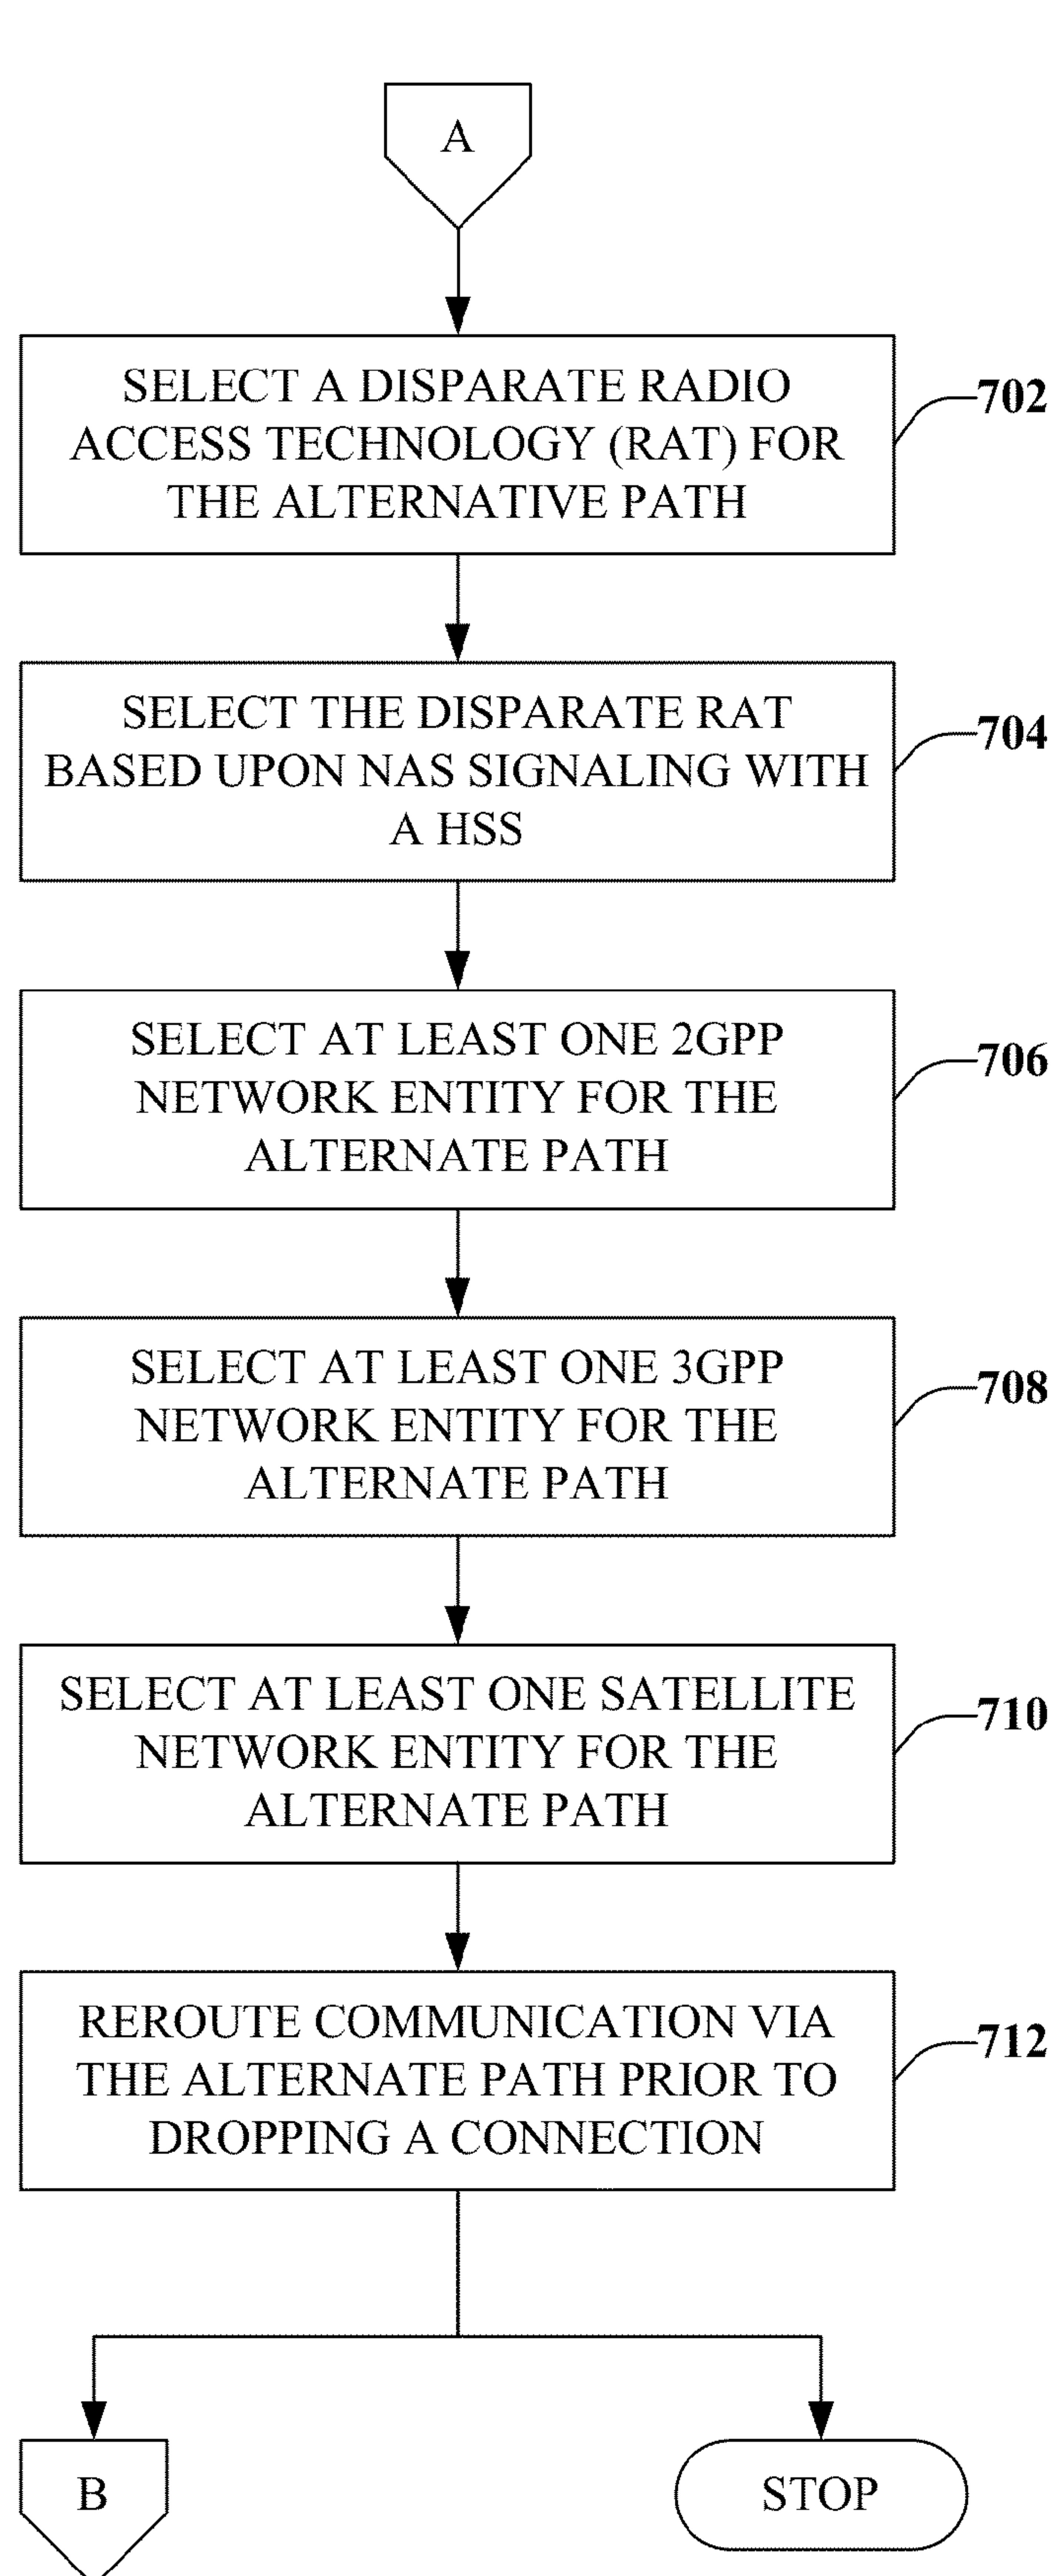 A
SELECT A DISPARATE RADIO
ACCESS TECHNOLOGY (RAT) FOR
THE ALTERNATIVE PATH
702
SELECT THE DISPARATE RAT
BASED UPON NAS SIGNALING WITH
A HSS
704
SELECT AT LEAST ONE 2GPP
NETWORK ENTITY FOR THE
ALTERNATE PATH
706
SELECT AT LEAST ONE 3GPP
NETWORK ENTITY FOR THE
ALTERNATE PATH
708
SELECT AT LEAST ONE SATELLITE
NETWORK ENTITY FOR THE
ALTERNATE PATH
710
REROUTE COMMUNICATION VIA
THE ALTERNATE PATH PRIOR TO
DROPPING A CONNECTION
712
B
STOP